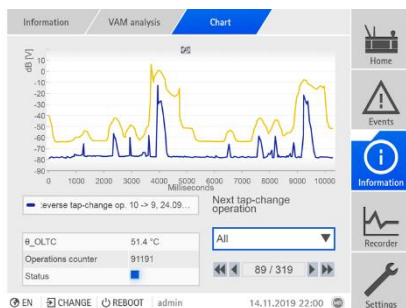 Information VAM analysis Chart
dB [V]
10
0
-10
-20
-30
-40
-50
-60
-70
-80
-90
0 1000 2000 3000 4000 5000 6000 7000 8000 9000 10000
Milliseconds
:everse tap-change op. 10 -> 9, 24.09...
Next tap-change
operation
All
θ_OLTC 51.4 °C
Operations counter 91191
Status
89 / 319
EN CHANGE REBOOT admin 14.11.2019 22:00
Home
Events
Information
Recorder
Settings